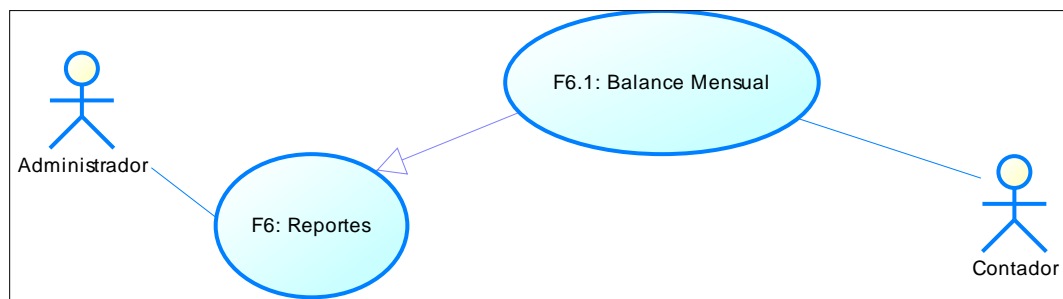 F6.1: Balance Mensual
Administrador
F6: Reportes
Contador